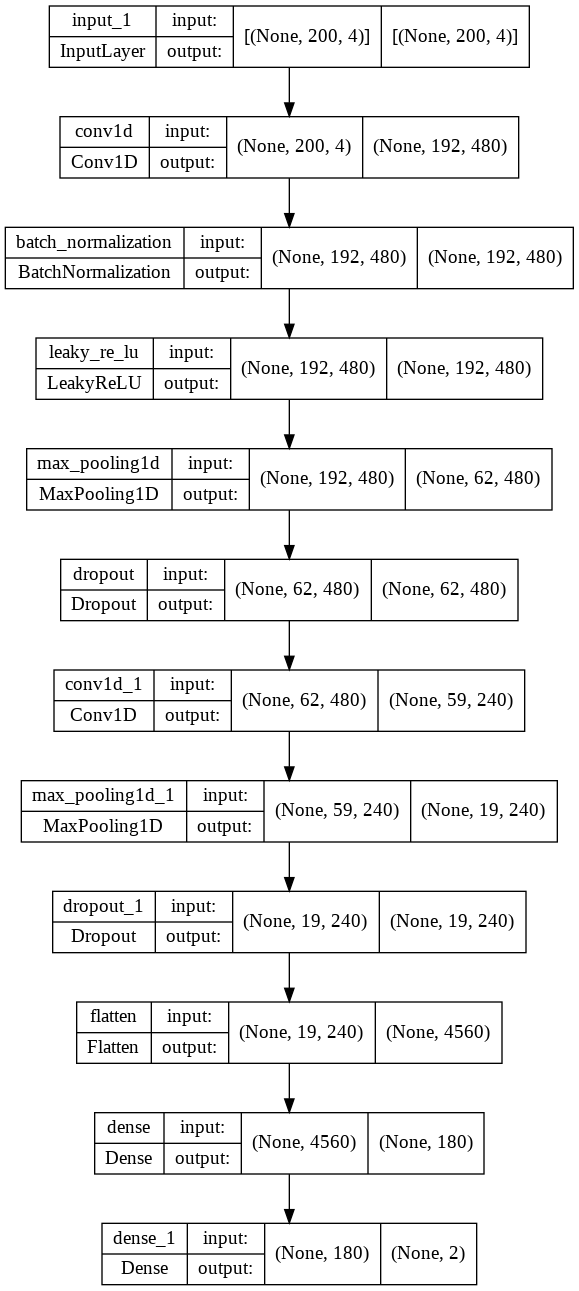 input_1 input: [(None, 200, 4)] [(None, 200, 4)]
InputLayer output:
conv1d input: (None, 200, 4) (None, 192, 480)
Conv1D output:
batch_normalization input: (None, 192, 480) (None, 192, 480)
BatchNormalization output:
leaky_re_lu input: (None, 192, 480) (None, 192, 480)
LeakyReLU output:
max_pooling1d input: (None, 192, 480) (None, 62, 480)
MaxPooling1D output:
dropout input: (None, 62, 480) (None, 62, 480)
Dropout output:
conv1d_1 input: (None, 62, 480) (None, 59, 240)
Conv1D output:
max_pooling1d_1 input: (None, 59, 240) (None, 19, 240)
MaxPooling1D output:
dropout_1 input: (None, 19, 240) (None, 19, 240)
Dropout output:
flatten input: (None, 19, 240) (None, 4560)
Flatten output:
dense input: (None, 4560) (None, 180)
Dense output:
dense_1 input: (None, 180) (None, 2)
Dense output: